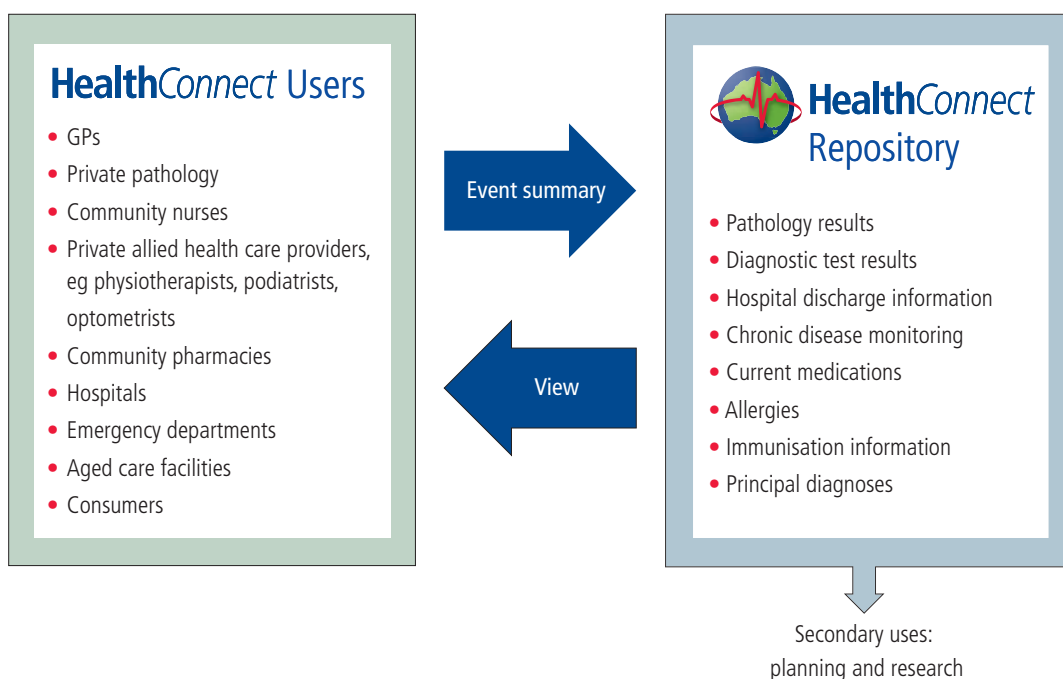 HealthConnect Users
• GPs
• Private pathology
• Community nurses
• Private allied health care providers,
eg physiotherapists, podiatrists,
optometrists
• Community pharmacies
• Hospitals
• Emergency departments
• Aged care facilities
• Consumers
Event summary
View
HealthConnect
Repository
• Pathology results
• Diagnostic test results
• Hospital discharge information
• Chronic disease monitoring
• Current medications
• Allergies
• Immunisation information
• Principal diagnoses
Secondary uses:
planning and research